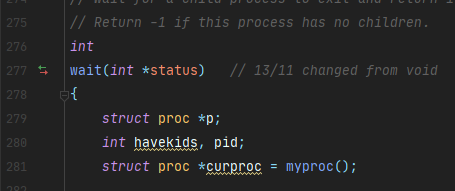 274 // Wait for a child process to exit and return i
275 // Return -1 if this process has no children.
276 int
277 wait(int *status)   // 13/11 changed from void
278 {
279     struct proc *p;
280     int havekids, pid;
281     struct proc *curproc = myproc();
282